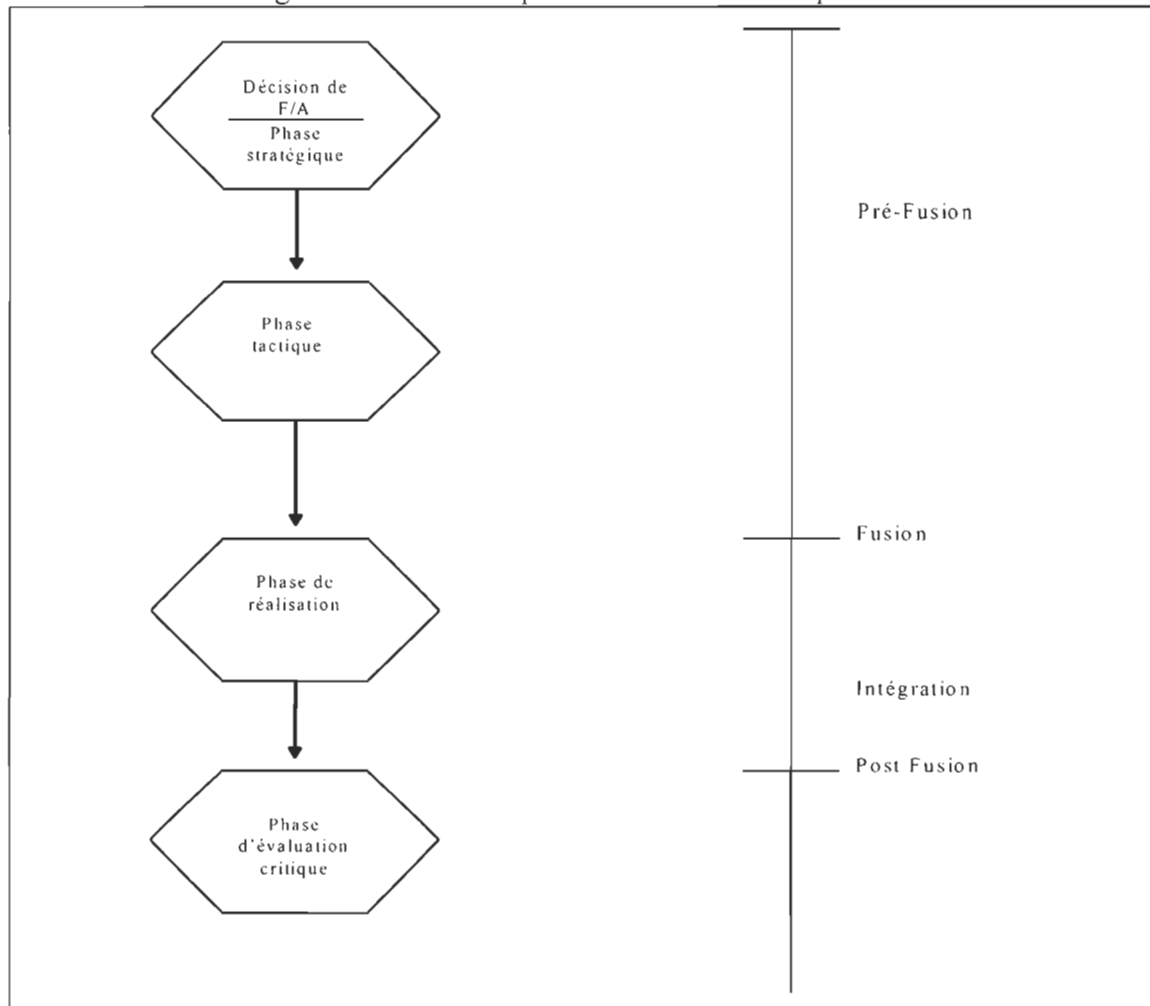 Décision de
F/A
Phase
stratégique
Pré-Fusion
Phase
tactique
Fusion
Phase de
réalisation
Intégration
Post Fusion
Phase
d'évaluation
critique